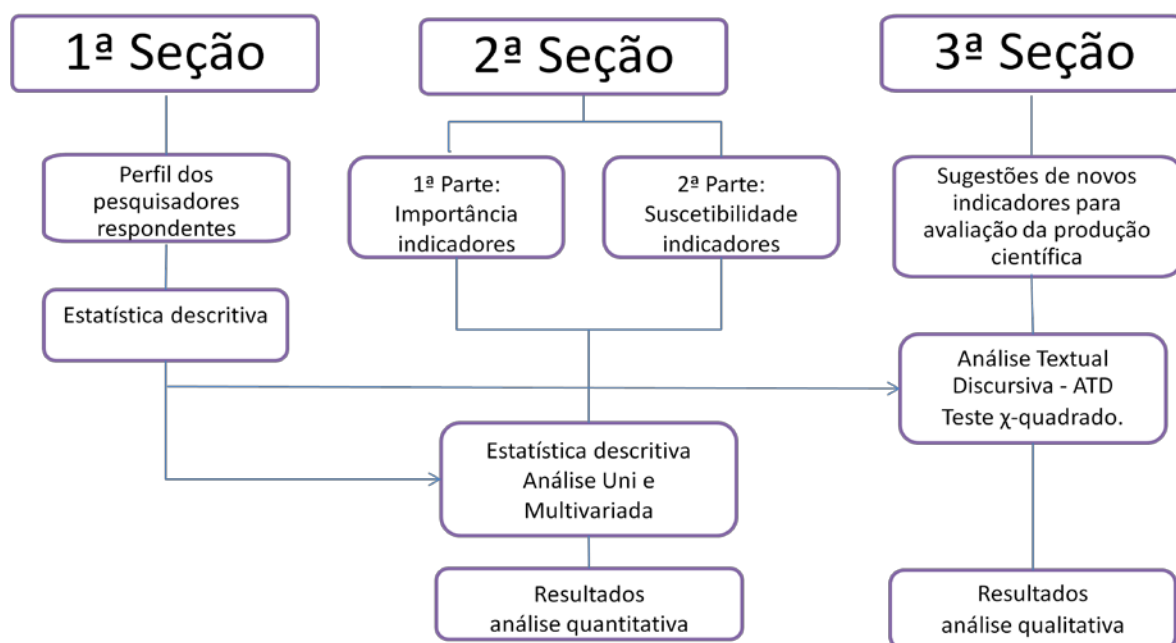 1ª Seção
2ª Seção
3ª Seção
Perfil dos
pesquisadores
respondentes
1ª Parte:
Importância
indicadores
2ª Parte:
Suscetibilidade
indicadores
Sugestões de novos
indicadores para
avaliação da produção
científica
Estatística descritiva
Análise Textual
Discursiva - ATD
Teste χ-quadrado.
Estatística descritiva
Análise Uni e
Multivariada
Resultados
análise quantitativa
Resultados
análise qualitativa